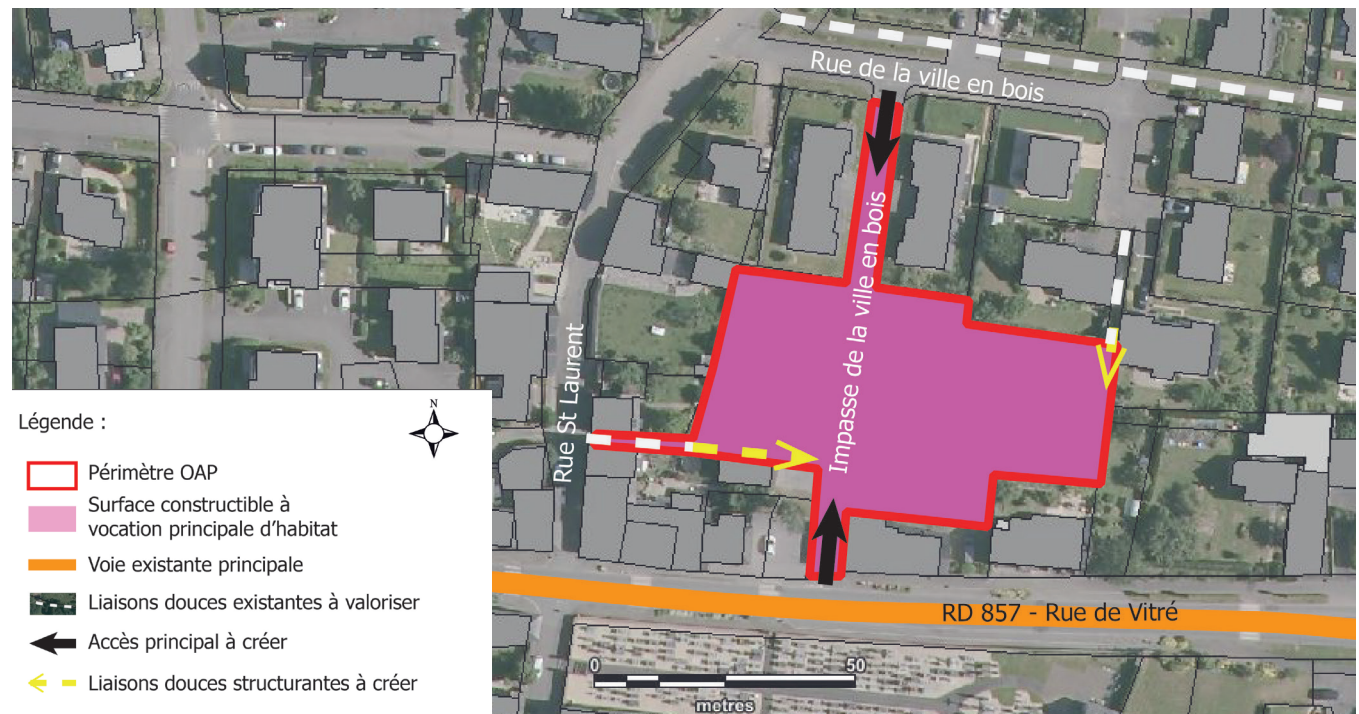 Rue de la ville en bois
Impasse de la ville en bois
Rue St Laurent
RD 857 - Rue de Vitré
Légende :
N
Périmètre OAP
Surface constructible à
vocation principale d'habitat
Voie existante principale
Liaisons douces existantes à valoriser
Accès principal à créer
Liaisons douces structurantes à créer
0 50
metres